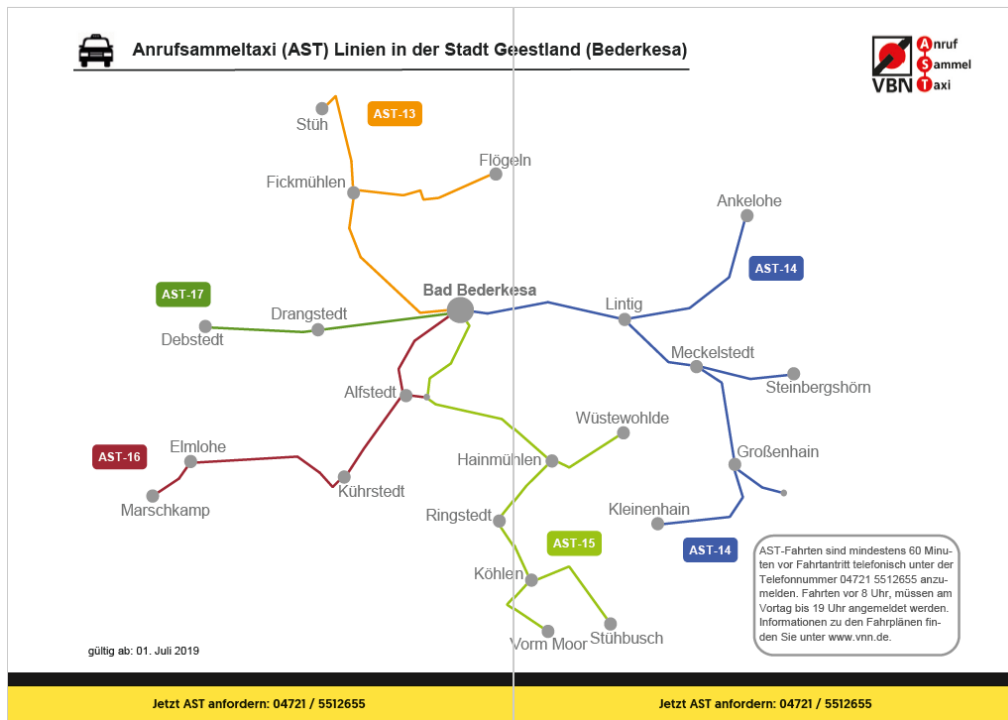 Anrufsammeltaxi (AST) Linien in der Stadt Geestland (Bederkesa)
Anruf
Sammel
VBN Taxi
AST-13
Stüh
Flögeln
Fickmühlen
Ankelohe
AST-14
AST-17
Bad Bederkesa
Lintig
Drangstedt
Debstedt
Meckelstedt
Steinbergshörn
Alfstedt
Wüstewohlde
AST-16
Elmlohe
Hainmühlen
Großenhain
Kührstedt
Marschkamp
Ringstedt
Kleinenhain
AST-15
AST-14
Köhlen
Vorm Moor
Stühbusch
AST-Fahrten sind mindestens 60 Minu-
ten vor Fahrtantritt telefonisch unter der
Telefonnummer 04721 5512655 anzu-
melden. Fahrten vor 8 Uhr, müssen am
Vortag bis 19 Uhr angemeldet werden.
Informationen zu den Fahrplänen fin-
den Sie unter www.vnn.de.
gültig ab: 01. Juli 2019
Jetzt AST anfordern: 04721 / 5512655
Jetzt AST anfordern: 04721 / 5512655